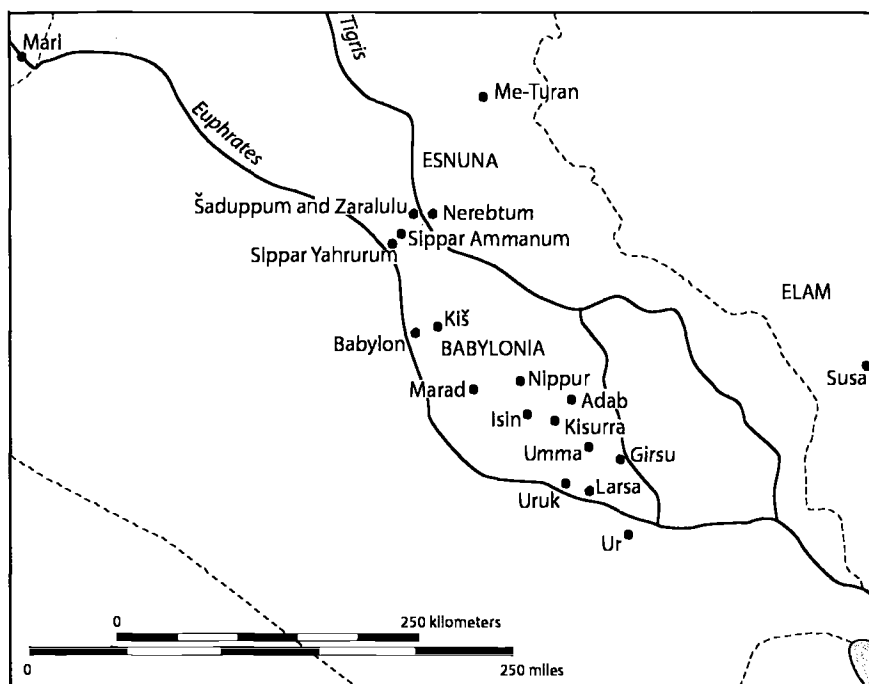 Mari
Tigris
Me-Turan
Euphrates
ESNUNA
Šaduppum and Zaralulu
Nerebtum
Sippar Ammanum
Sippar Yahrurum
ELAM
Kiš
Babylon
BABYLONIA
Susa
Nippur
Marad
Adab
Isin
Kisurra
Umma
Girsu
Uruk
Larsa
Ur
0 250 kilometers
0 250 miles